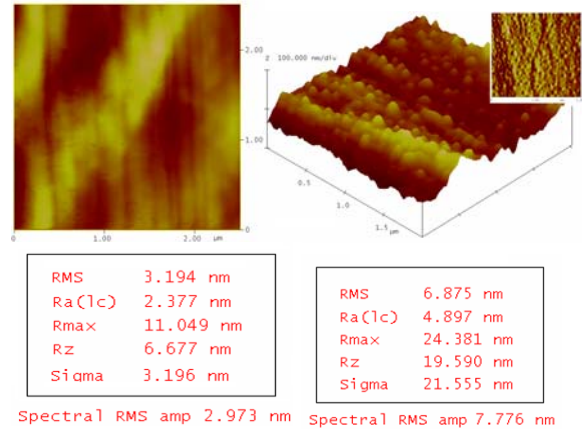 2.00
1.00
0
0 1.00 2.00 µm
Z 100.000 nm/div
0.5
1.0
1.5
µm
RMS 3.194 nm
Ra(lc) 2.377 nm
Rmax 11.049 nm
Rz 6.677 nm
Sigma 3.196 nm
Spectral RMS amp 2.973 nm
RMS 6.875 nm
Ra(lc) 4.897 nm
Rmax 24.381 nm
Rz 19.590 nm
Sigma 21.555 nm
Spectral RMS amp 7.776 nm